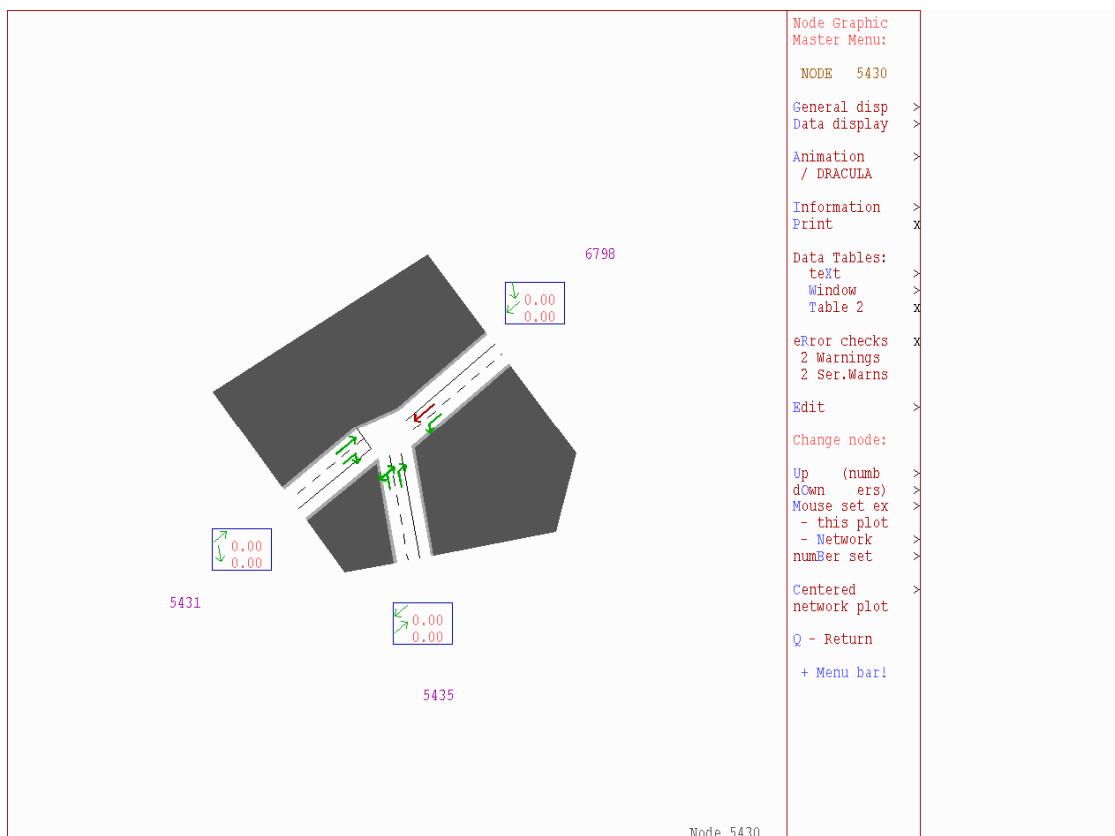 Node Graphic
Master Menu:
NODE 5430
General disp >
Data display >
Animation >
/ DRACULA
Information >
Print x
Data Tables:
teXt >
Window >
Table 2 x
eRror checks x
2 Warnings
2 Ser.Warns
Edit >
Change node:
Up (numb >
dOwn ers) >
Mouse set ex >
- this plot
- Network >
numBer set >
Centered >
network plot
Q - Return
+ Menu bar!
6798
0.00
0.00
0.00
0.00
5431
0.00
0.00
5435
Node 5430